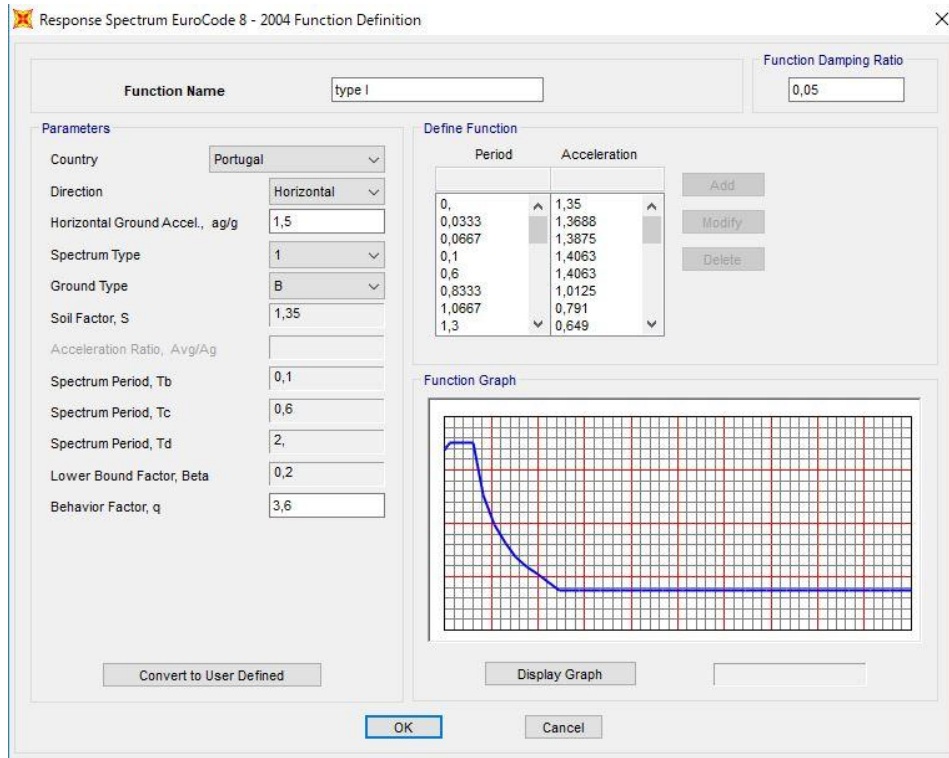 Response Spectrum EuroCode 8 - 2004 Function Definition
Function Damping Ratio
Function Name type I 0,05
Parameters
Country Portugal
Direction Horizontal
Horizontal Ground Accel., ag/g 1,5
Spectrum Type 1
Ground Type B
Soil Factor, S 1,35
Acceleration Ratio, Avg/Ag
Spectrum Period, Tb 0,1
Spectrum Period, Tc 0,6
Spectrum Period, Td 2,
Lower Bound Factor, Beta 0,2
Behavior Factor, q 3,6
Convert to User Defined
Define Function
Period Acceleration
0, 1,35
0,0333 1,3688
0,0667 1,3875
0,1 1,4063
0,6 1,4063
0,8333 1,0125
1,0667 0,791
1,3 0,649
Add
Modify
Delete
Function Graph
Display Graph
OK Cancel